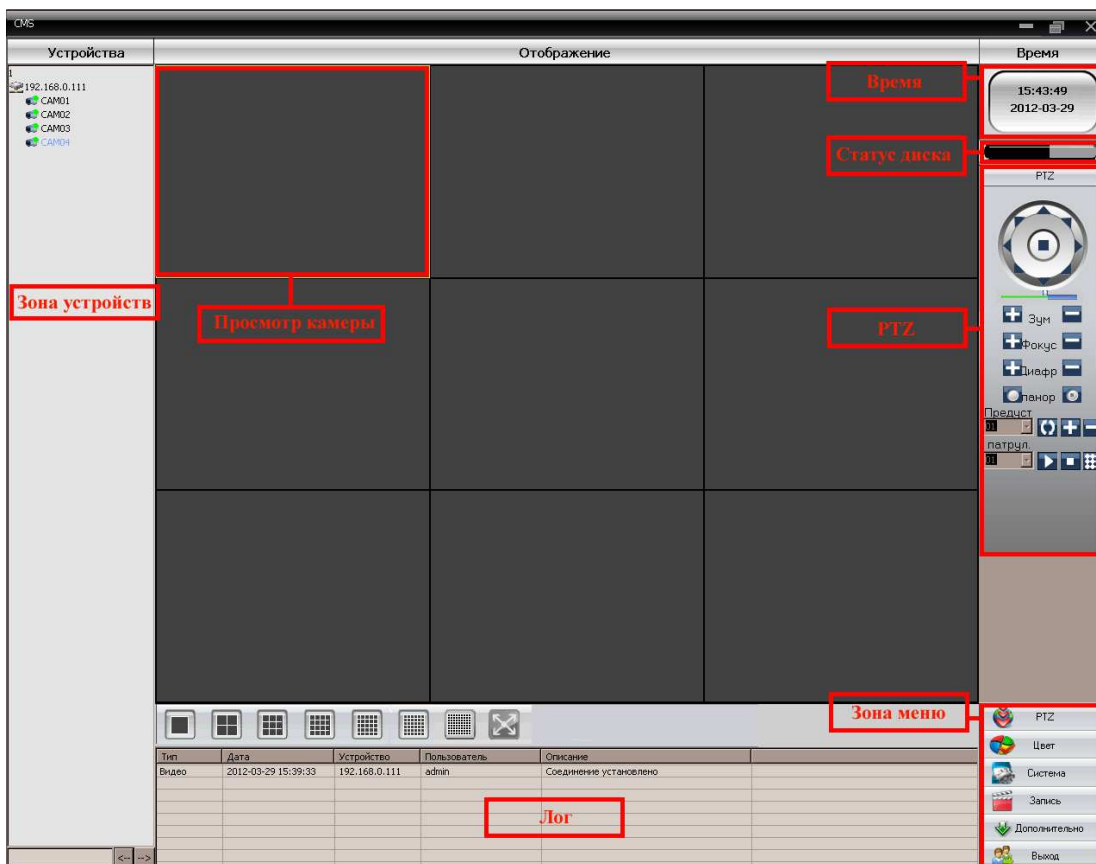 CMS
Устройства
Отображение
Время
1
192.168.0.111
CAM01
CAM02
CAM03
CAM04
Зона устройств
Просмотр камеры
Время
15:43:49
2012-03-29
Статус диска
PTZ
PTZ
Зум
Фокус
Диафр
панор
Предуст
01
патрул.
01
Зона меню
PTZ
Цвет
Система
Запись
Дополнительно
Выход
Тип Дата Устройство Пользователь Описание
Видео 2012-03-29 15:39:33 192.168.0.111 admin Соединение установлено
Лог
<-- -->